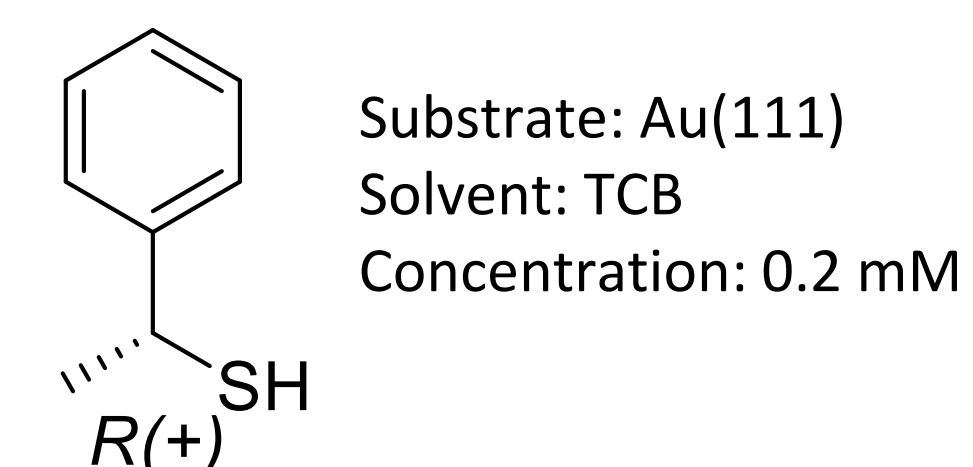 Substrate: Au(111)
Solvent: TCB
Concentration: 0.2 mM
SH
R(+)